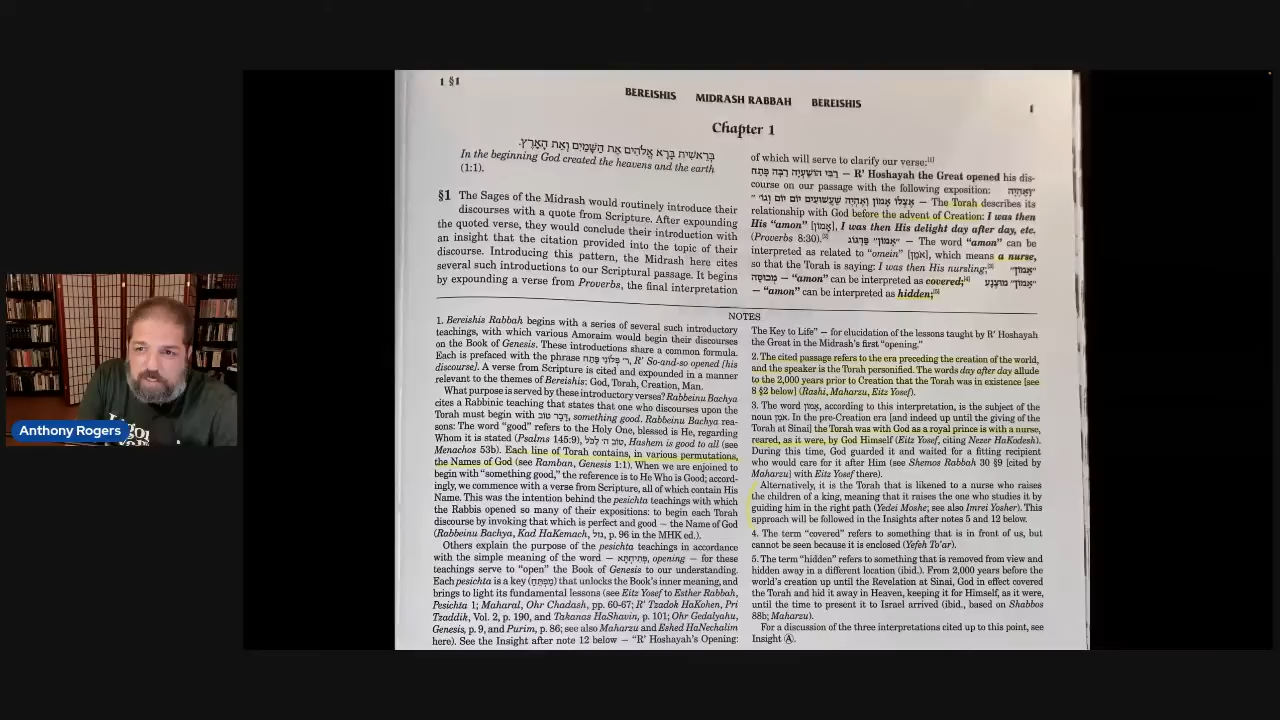 1 §1
BEREISHIS MIDRASH RABBAH BEREISHIS
1
Chapter 1
בְּרֵאשִׁית בָּרָא אֱלֹהִים אֵת הַשָּׁמַיִם וְאֵת הָאָרֶץ.
In the beginning God created the heavens and the earth
(1:1).
§1 The Sages of the Midrash would routinely introduce their
discourses with a quote from Scripture. After expounding
the quoted verse, they would conclude their introduction with
an insight that the citation provided into the topic of their
discourse. Introducing this pattern, the Midrash here cites
several such introductions to our Scriptural passage. It begins
by expounding a verse from Proverbs, the final interpretation
of which will serve to clarify our verse:[1]
רַבִּי הוֹשַׁעְיָה רַבָּה פָּתַח — R' Hoshayah the Great opened his dis-
course on our passage with the following exposition: "וָאֶהְיֶה
אֶצְלוֹ אָמוֹן וָאֶהְיֶה שַׁעֲשׁוּעִים יוֹם יוֹם וְגוֹ'" — The Torah describes its
relationship with God before the advent of Creation: I was then
His "amon" [אָמוֹן], I was then His delight day after day, etc.
(Proverbs 8:30).[2] "אָמוֹן" פַּדְגּוֹג — The word "amon" can be
interpreted as related to "omein" [אֹמֵן], which means a nurse,
so that the Torah is saying: I was then His nursling;[3] "אָמוֹן"
מְכוּסֶּה — "amon" can be interpreted as covered;[4] "אָמוֹן" מוּצְנָע
— "amon" can be interpreted as hidden;[5]
NOTES
1. Bereishis Rabbah begins with a series of several such introductory
teachings, with which various Amoraim would begin their discourses
on the Book of Genesis. These introductions share a common formula.
Each is prefaced with the phrase ר' פְּלוֹנִי פָּתַח, R' So-and-so opened [his
discourse]. A verse from Scripture is cited and expounded in a manner
relevant to the themes of Bereishis: God, Torah, Creation, Man.
What purpose is served by these introductory verses? Rabbeinu Bachya
cites a Rabbinic teaching that states that one who discourses upon the
Torah must begin with דְּבַר טוֹב, something good. Rabbeinu Bachya rea-
sons: The word "good" refers to the Holy One, blessed is He, regarding
Whom it is stated (Psalms 145:9), טוֹב ה' לַכֹּל, Hashem is good to all (see
Menachos 53b). Each line of Torah contains, in various permutations,
the Names of God (see Ramban, Genesis 1:1). When we are enjoined to
begin with "something good," the reference is to He Who is Good; accord-
ingly, we commence with a verse from Scripture, all of which contain His
Name. This was the intention behind the pesichta teachings with which
the Rabbis opened so many of their expositions: to begin each Torah
discourse by invoking that which is perfect and good — the Name of God
(Rabbeinu Bachya, Kad HaKemach, p. 96 in the MHK ed.).
Others explain the purpose of the pesichta teachings in accordance
with the simple meaning of the word — פְּתִיחְתָּא, opening — for these
teachings serve to "open" the Book of Genesis to our understanding.
Each pesichta is a key (מַפְתֵּחַ) that unlocks the Book's inner meaning, and
brings to light its fundamental lessons (see Eitz Yosef to Esther Rabbah,
Pesichta 1; Maharal, Ohr Chadash, pp. 60-67; R' Tzadok HaKohen, Pri
Tzaddik, Vol. 2, p. 190, and Takanas HaShavin, p. 101; Ohr Gedalyahu,
Genesis, p. 9, and Purim, p. 86; see also Maharzu and Eshed HaNechalim
here). See the Insight after note 12 below — "R' Hoshayah's Opening:
The Key to Life" — for elucidation of the lessons taught by R' Hoshayah
the Great in the Midrash's first "opening."
2. The cited passage refers to the era preceding the creation of the world,
and the speaker is the Torah personified. The words day after day allude
to the 2,000 years prior to Creation that the Torah was in existence [see
8 §2 below] (Rashi, Maharzu, Eitz Yosef).
3. The word אָמוֹן, according to this interpretation, is the subject of the
noun אֹמֵן. In the pre-Creation era [and indeed up until the giving of the
Torah at Sinai] the Torah was with God as a royal prince is with a nurse,
reared, as it were, by God Himself (Eitz Yosef, citing Nezer HaKodesh).
During this time, God guarded it and waited for a fitting recipient
who would care for it after Him (see Shemos Rabbah 30 §9 [cited by
Maharzu] with Eitz Yosef there).
Alternatively, it is the Torah that is likened to a nurse who raises
the children of a king, meaning that it raises the one who studies it by
guiding him in the right path (Yedei Moshe; see also Imrei Yosher). This
approach will be followed in the Insights after notes 5 and 12 below.
4. The term "covered" refers to something that is in front of us, but
cannot be seen because it is enclosed (Yefeh To'ar).
5. The term "hidden" refers to something that is removed from view and
hidden away in a different location (ibid.). From 2,000 years before the
world's creation up until the Revelation at Sinai, God in effect covered
the Torah and hid it away in Heaven, keeping it for Himself, as it were,
until the time to present it to Israel arrived (ibid., based on Shabbos
88b; Maharzu).
For a discussion of the three interpretations cited up to this point, see
Insight Ⓐ.
Anthony Rogers